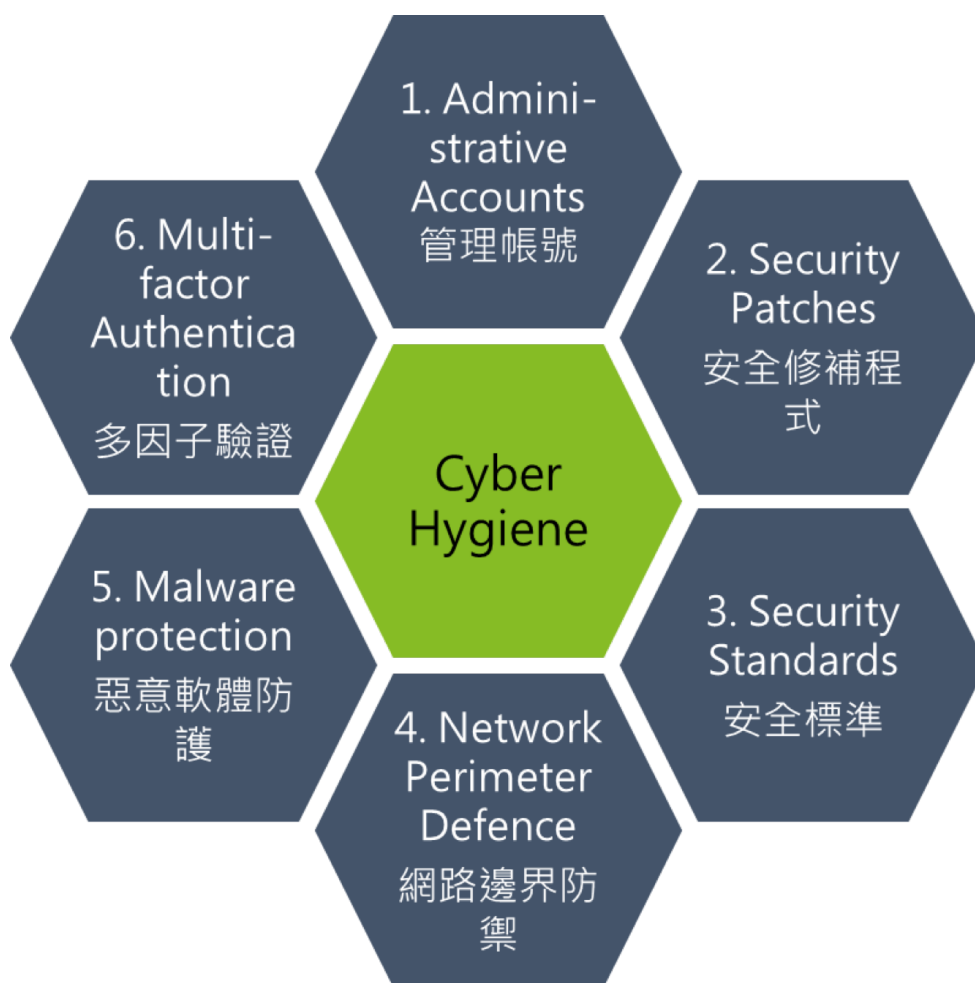 1. Admini-
strative
Accounts
管理帳號
2. Security
Patches
安全修補程
式
3. Security
Standards
安全標準
4. Network
Perimeter
Defence
網路邊界防
禦
5. Malware
protection
惡意軟體防
護
6. Multi-
factor
Authentica
tion
多因子驗證
Cyber
Hygiene